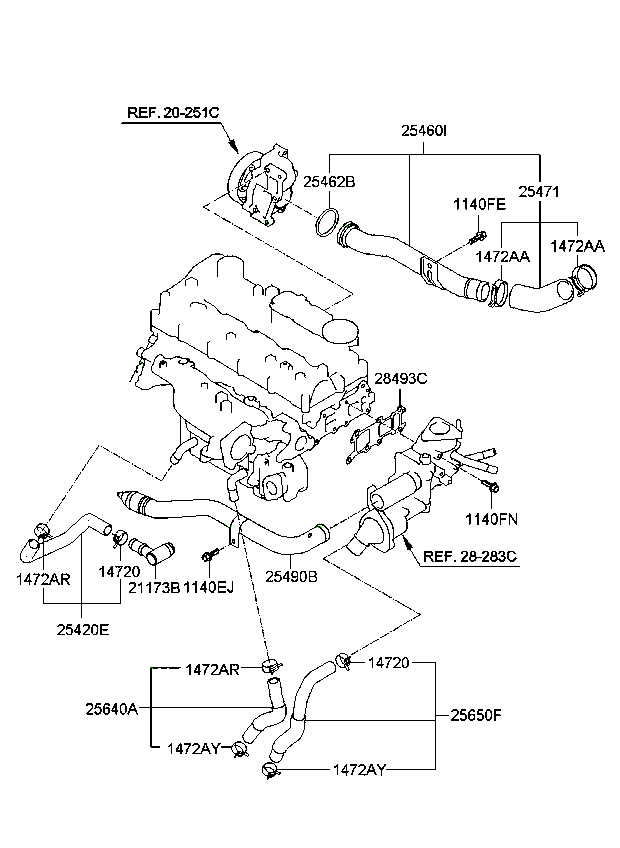 REF. 20-251C
25460I
25462B
25471
1140FE
1472AA
1472AA
28493C
1140FN
REF. 28-283C
1472AR
14720
21173B
1140EJ
25490B
25420E
1472AR
14720
25640A
25650F
1472AY
1472AY